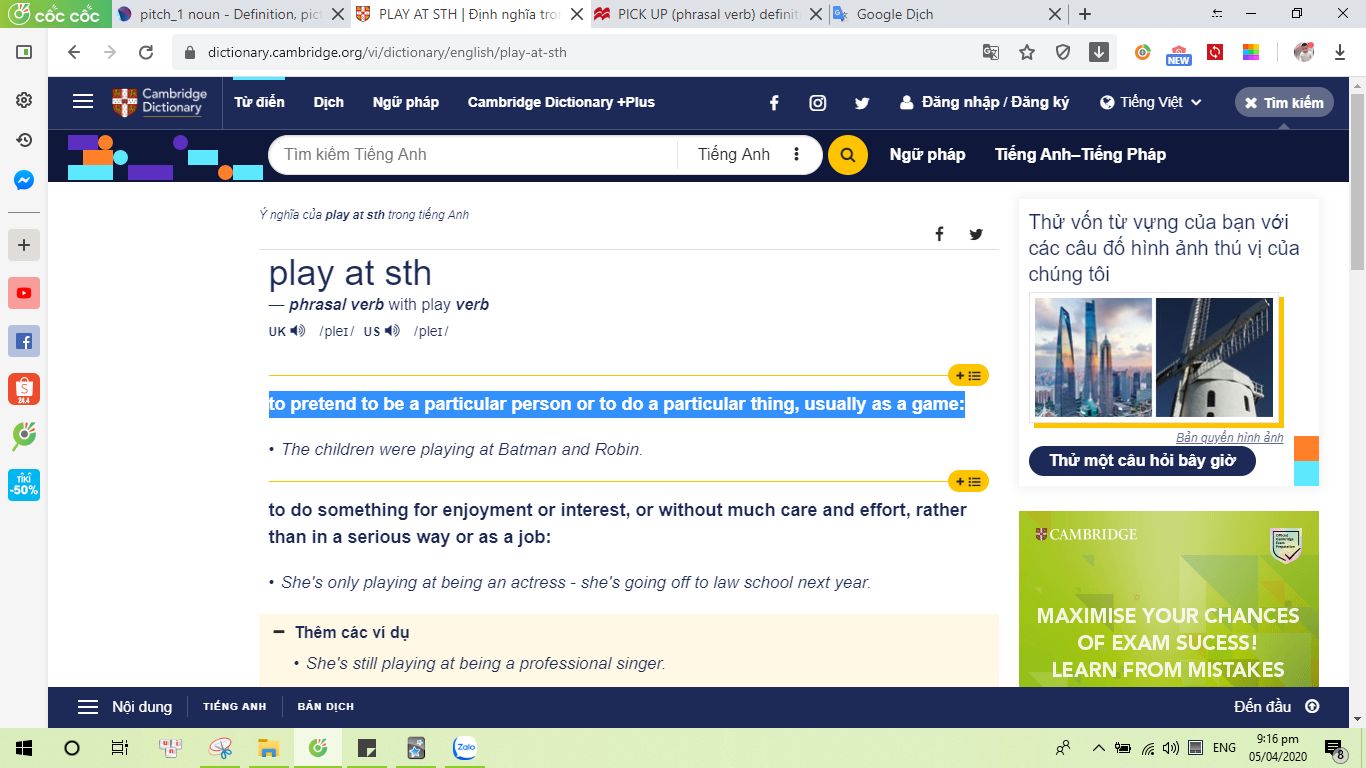 cốc cốc
pitch_1 noun - Definition, pict
PLAY AT STH | Định nghĩa tron
PICK UP (phrasal verb) definiti
Google Dịch
dictionary.cambridge.org/vi/dictionary/english/play-at-sth
NEW
Cambridge
Dictionary
Từ điển
Dịch
Ngữ pháp
Cambridge Dictionary +Plus
Đăng nhập / Đăng ký
Tiếng Việt
Tìm kiếm
Tìm kiếm Tiếng Anh
Tiếng Anh
Ngữ pháp
Tiếng Anh–Tiếng Pháp
Ý nghĩa của play at sth trong tiếng Anh
play at sth
— phrasal verb with play verb
UK /pleɪ/ US /pleɪ/
to pretend to be a particular person or to do a particular thing, usually as a game:
• The children were playing at Batman and Robin.
to do something for enjoyment or interest, or without much care and effort, rather
than in a serious way or as a job:
• She's only playing at being an actress - she's going off to law school next year.
Thêm các ví dụ
• She's still playing at being a professional singer.
Thử vốn từ vựng của bạn với
các câu đố hình ảnh thú vị của
chúng tôi
Bản quyền hình ảnh
Thử một câu hỏi bây giờ
CAMBRIDGE
MAXIMISE YOUR CHANCES
OF EXAM SUCESS!
LEARN FROM MISTAKES
24.4
TIKI
-50%
Nội dung
TIẾNG ANH
BẢN DỊCH
Đến đầu
Zalo
ENG
9:16 pm
05/04/2020
8